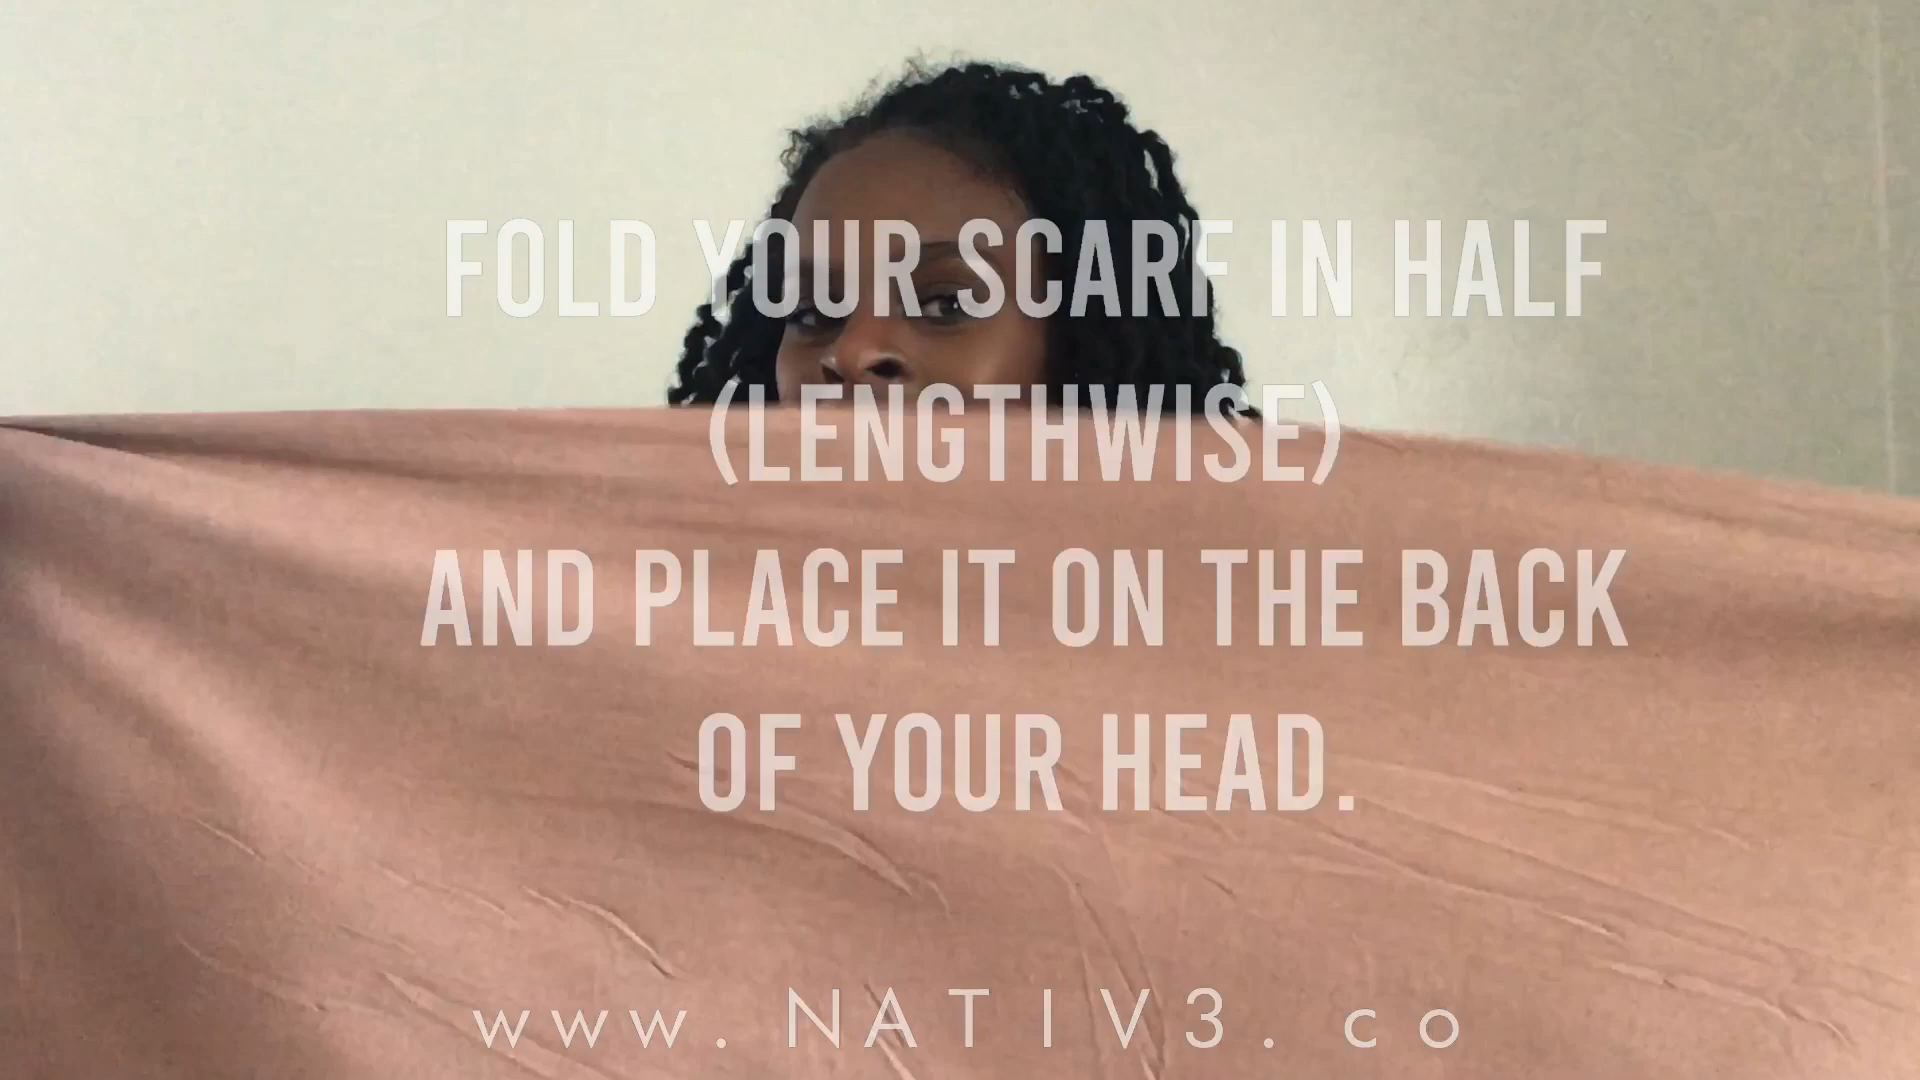 FOLD YOUR SCARF IN HALF
(LENGTHWISE)
AND PLACE IT ON THE BACK
OF YOUR HEAD.
www.NATIV3.co